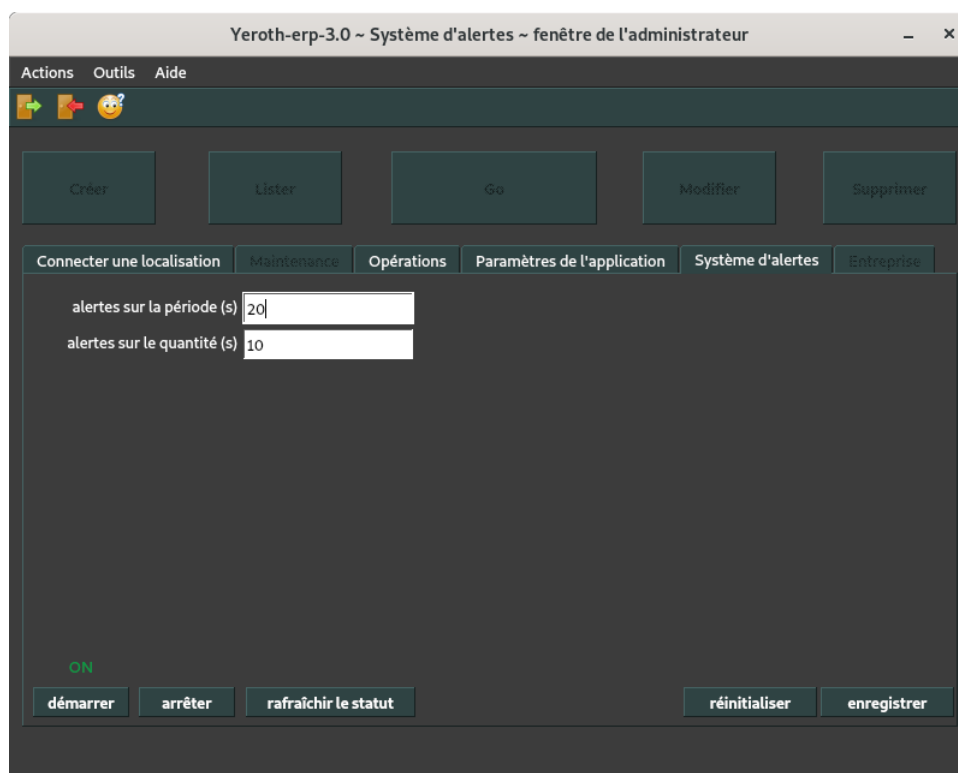 Yeroth-erp-3.0 ~ Système d'alertes ~ fenêtre de l'administrateur
Actions Outils Aide
Créer Lister Go Modifier Supprimer
Connecter une localisation Maintenance Opérations Paramètres de l'application Système d'alertes Entreprise
alertes sur la période (s) 20
alertes sur le quantité (s) 10
ON
démarrer arrêter rafraîchir le statut réinitialiser enregistrer